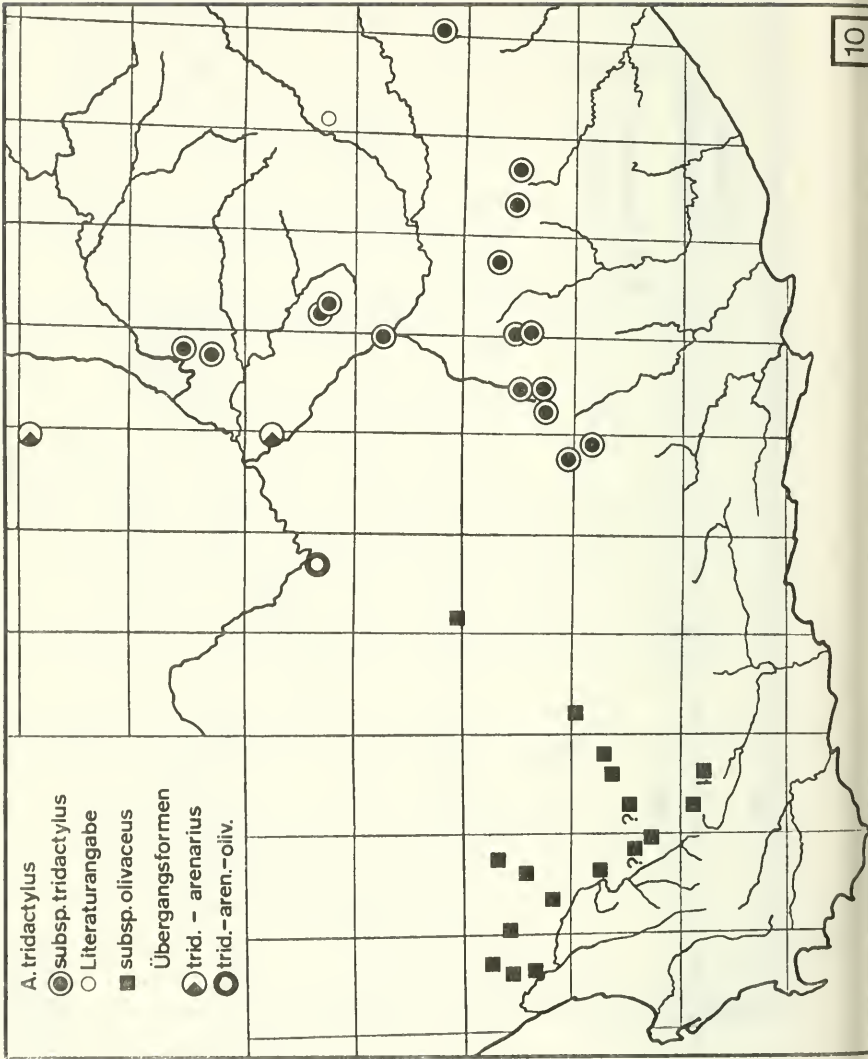 A. tridactylus
subsp. tridactylus
Literaturangabe
subsp. olivaceus
Übergangsformen
trid. - arenarius
trid.-aren.-oliv.
?
?
!!
10